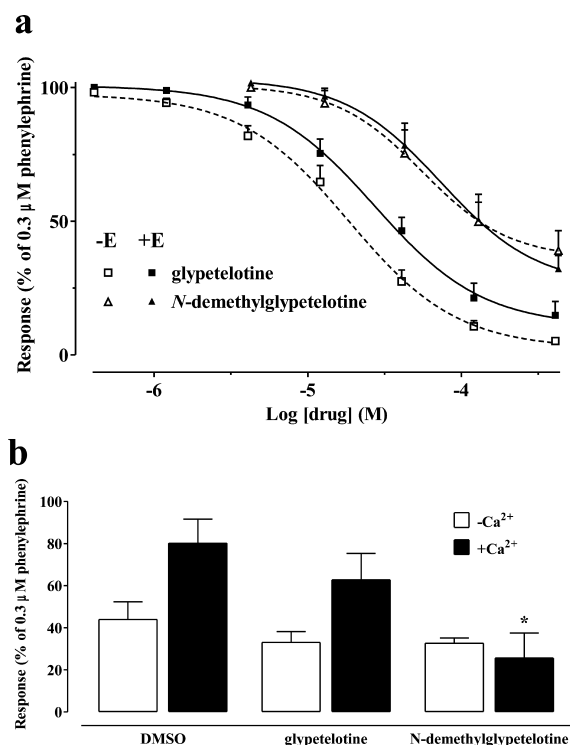 a
Response (% of 0.3 µM phenylephrine)
100
50
0
-E +E
glypetelotine
N-demethylglypetelotine
-6 -5 -4
Log [drug] (M)
b
Response (% of 0.3 µM phenylephrine)
100
80
60
40
20
0
-Ca²⁺
+Ca²⁺
*
DMSO glypetelotine N-demethylglypetelotine